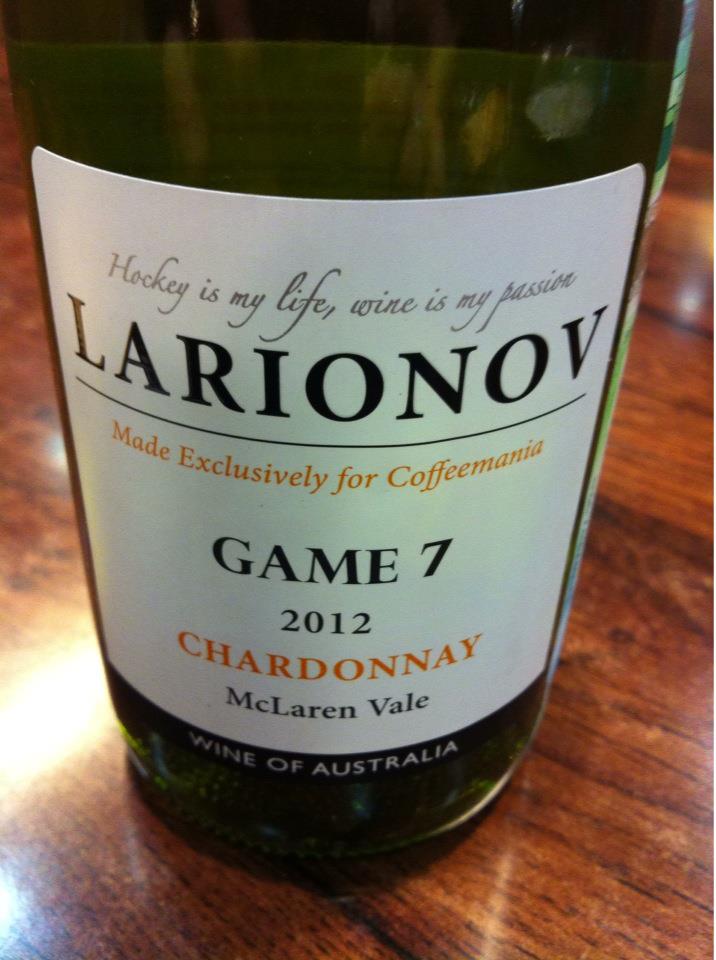 Hockey is my life, wine is my passion
LARIONOV
Made Exclusively for Coffeemania
GAME 7
2012
CHARDONNAY
McLaren Vale
WINE OF AUSTRALIA